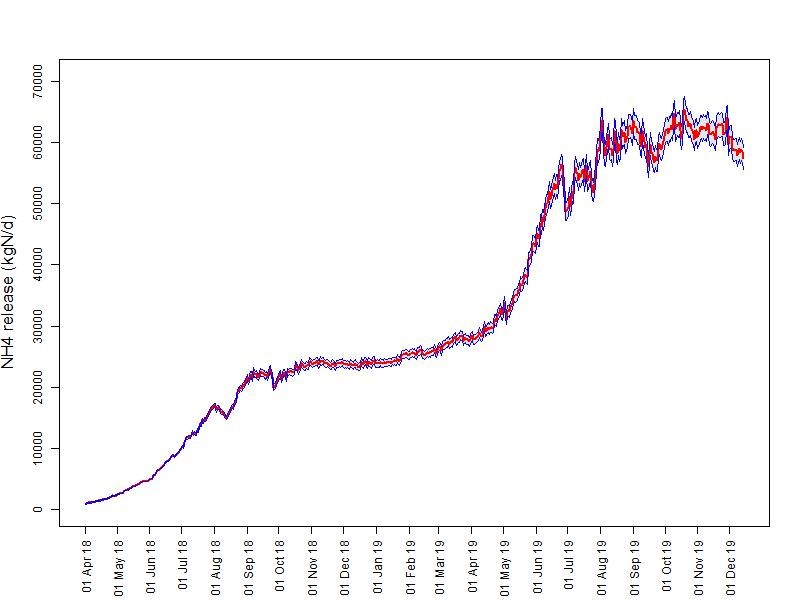 NH4 release (kgN/d)
70000
60000
50000
40000
30000
20000
10000
0
01 Apr 18
01 May 18
01 Jun 18
01 Jul 18
01 Aug 18
01 Sep 18
01 Oct 18
01 Nov 18
01 Dec 18
01 Jan 19
01 Feb 19
01 Mar 19
01 Apr 19
01 May 19
01 Jun 19
01 Jul 19
01 Aug 19
01 Sep 19
01 Oct 19
01 Nov 19
01 Dec 19